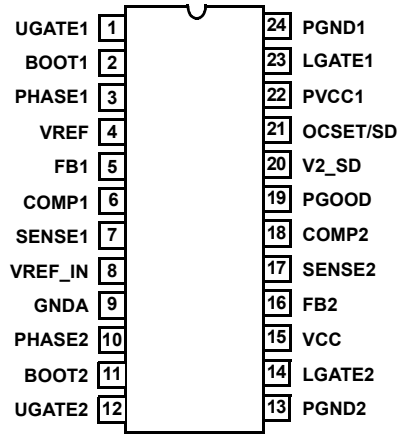 UGATE1 1 24 PGND1
BOOT1 2 23 LGATE1
PHASE1 3 22 PVCC1
VREF 4 21 OCSET/SD
FB1 5 20 V2_SD
COMP1 6 19 PGOOD
SENSE1 7 18 COMP2
VREF_IN 8 17 SENSE2
GNDA 9 16 FB2
PHASE2 10 15 VCC
BOOT2 11 14 LGATE2
UGATE2 12 13 PGND2